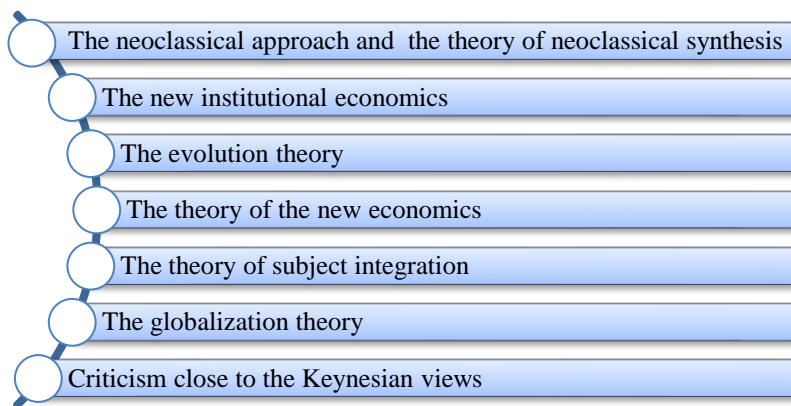 The neoclassical approach and the theory of neoclassical synthesis
The new institutional economics
The evolution theory
The theory of the new economics
The theory of subject integration
The globalization theory
Criticism close to the Keynesian views